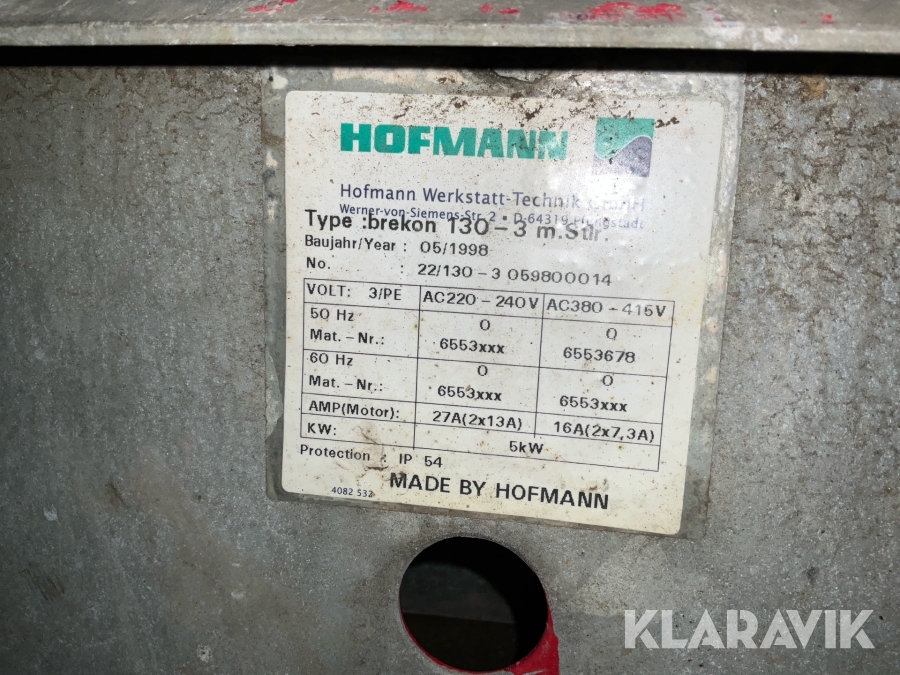 HOFMANN
Hofmann Werkstatt-Technik GmbH
Werner-von-Siemens-Str. 2 • D-64319 Pfungstadt
Type :brekon 130-3 m.Stlr.
Baujahr/Year : 05/1998
No. : 22/130-3 059800014
VOLT: 3/PE AC220-240V AC380-415V
50 Hz O O
Mat.-Nr.: 6553xxx 6553678
60 Hz O O
Mat.-Nr.: 6553xxx 6553xxx
AMP(Motor): 27A(2x13A) 16A(2x7,3A)
KW: 5kW
Protection : IP 54
4082 532 MADE BY HOFMANN
KLARAVIK